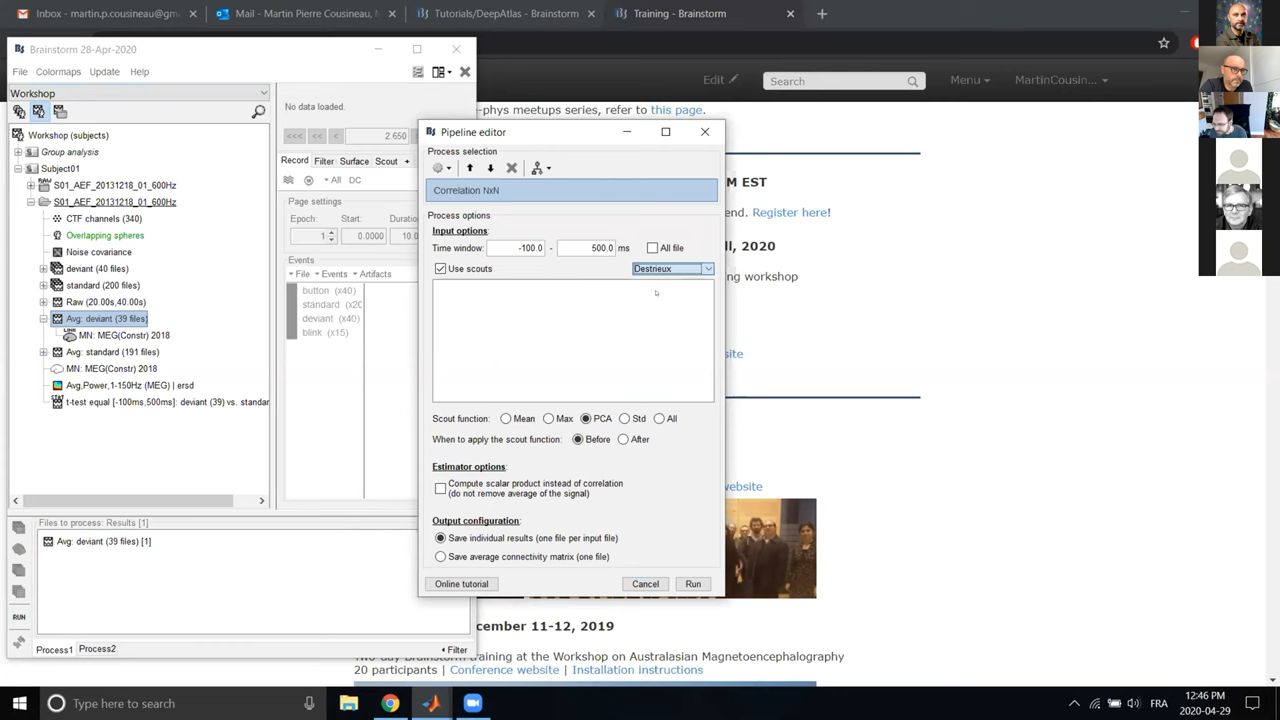 Inbox - martin.p.cousineau@gm
Mail - Martin Pierre Cousineau -
Tutorials/DeepAtlas - Brainstorm
Training - Brainstorm
Edit
Search
Menu
MartinCousin...
Brainstorm 28-Apr-2020
File Colormaps Update Help
Workshop
Workshop (subjects)
Group analysis
Subject01
S01_AEF_20131218_01_600Hz
S01_AEF_20131218_01_600Hz
CTF channels (340)
Overlapping spheres
Noise covariance
deviant (40 files)
standard (200 files)
Raw (20.00s,40.00s)
Avg: deviant (39 files)
MN: MEG(Constr) 2018
Avg: standard (191 files)
MN: MEG(Constr) 2018
Avg,Power,1-150Hz (MEG) | ersd
t-test equal [-100ms,500ms]: deviant (39) vs. standar
Files to process: Results [1]
Avg: deviant (39 files) [1]
RUN
Process1 Process2
Filter
No data loaded.
<<< << < 2.650
Record Filter Surface Scout +
All DC
Page settings
Epoch: Start: Duratio
1 0.0000 10.0
Events
File Events Artifacts
button (x40)
standard (x20
deviant (x40)
blink (x15)
Pipeline editor
Process selection
Correlation NxN
Process options
Input options:
Time window: -100.0 - 500.0 ms All file
Use scouts Destrieux
Scout function: Mean Max PCA Std All
When to apply the scout function: Before After
Estimator options:
Compute scalar product instead of correlation
(do not remove average of the signal)
Output configuration:
Save individual results (one file per input file)
Save average connectivity matrix (one file)
Online tutorial Cancel Run
-phys meetups series, refer to this page.
M EST
end. Register here!
ll, 2020
ng workshop
site
website
cember 11-12, 2019
Two-day Brainstorm training at the Workshop on Australasian Magnetoencephalography
20 participants | Conference website | Installation instructions
Type here to search
FRA
12:46 PM
2020-04-29